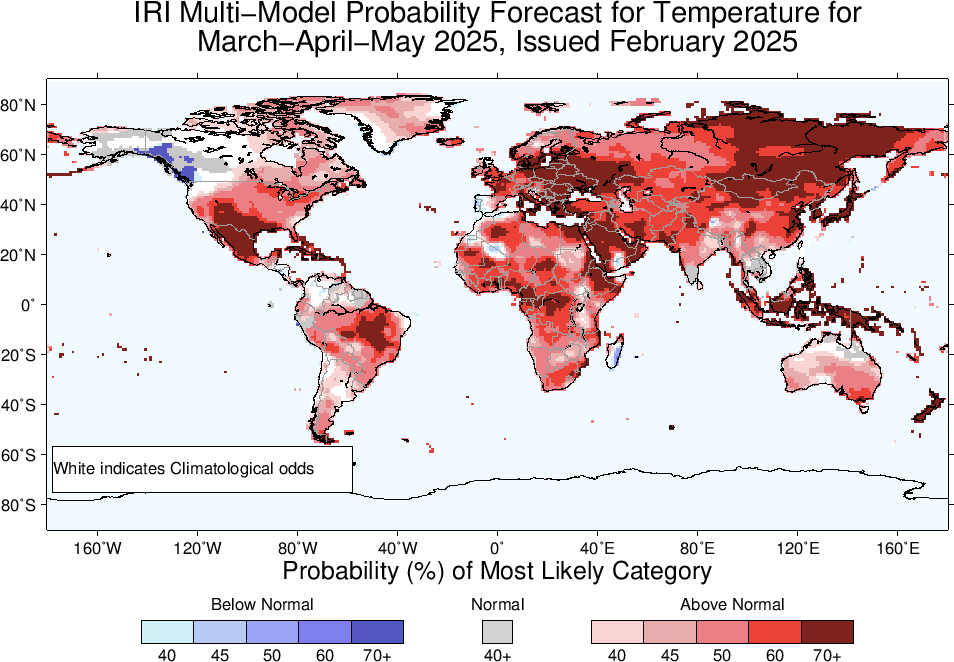 IRI Multi−Model Probability Forecast for Temperature for
March−April−May 2025, Issued February 2025
80˚N
60˚N
40˚N
20˚N
0˚
20˚S
40˚S
60˚S
80˚S
White indicates Climatological odds
160˚W 120˚W 80˚W 40˚W 0˚ 40˚E 80˚E 120˚E 160˚E
Probability (%) of Most Likely Category
Below Normal Normal Above Normal
40 45 50 60 70+ 40+ 40 45 50 60 70+